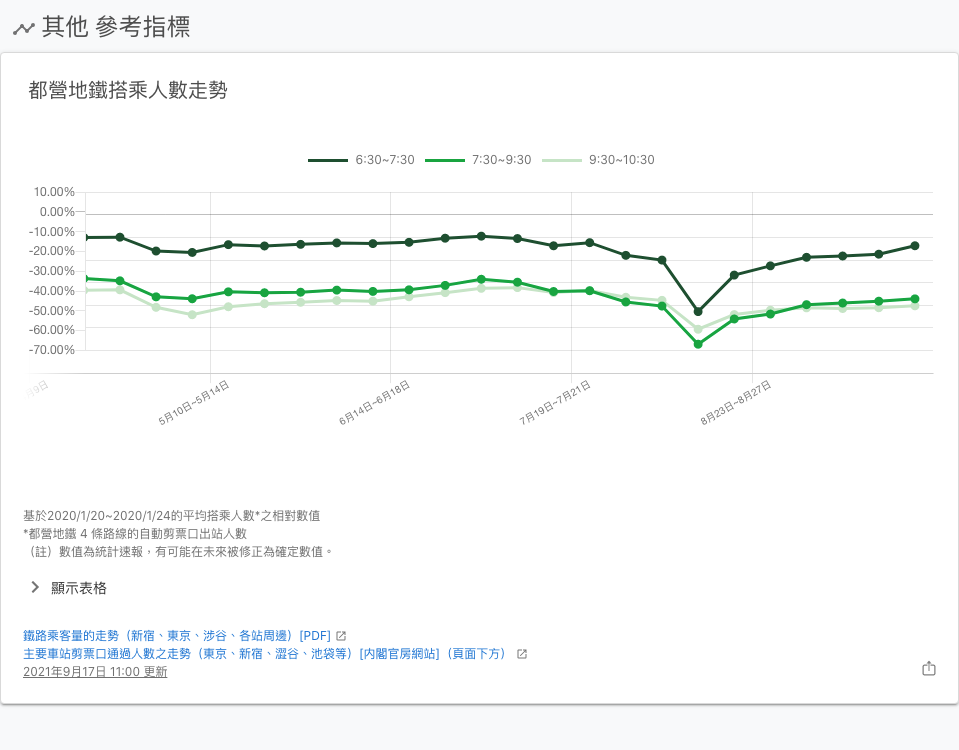 其他 參考指標
都營地鐵搭乘人數走勢
6:30~7:30 7:30~9:30 9:30~10:30
10.00%
0.00%
-10.00%
-20.00%
-30.00%
-40.00%
-50.00%
-60.00%
-70.00%
月9日 5月10日~5月14日 6月14日~6月18日 7月19日~7月21日 8月23日~8月27日
基於2020/1/20~2020/1/24的平均搭乘人數*之相對數值
*都營地鐵 4 條路線的自動剪票口出站人數
（註）數值為統計速報，有可能在未來被修正為確定數值。
顯示表格
鐵路乘客量的走勢（新宿、東京、涉谷、各站周邊）[PDF]
主要車站剪票口通過人數之走勢（東京、新宿、澀谷、池袋等）[内閣官房網站]（頁面下方）
2021年9月17日 11:00 更新